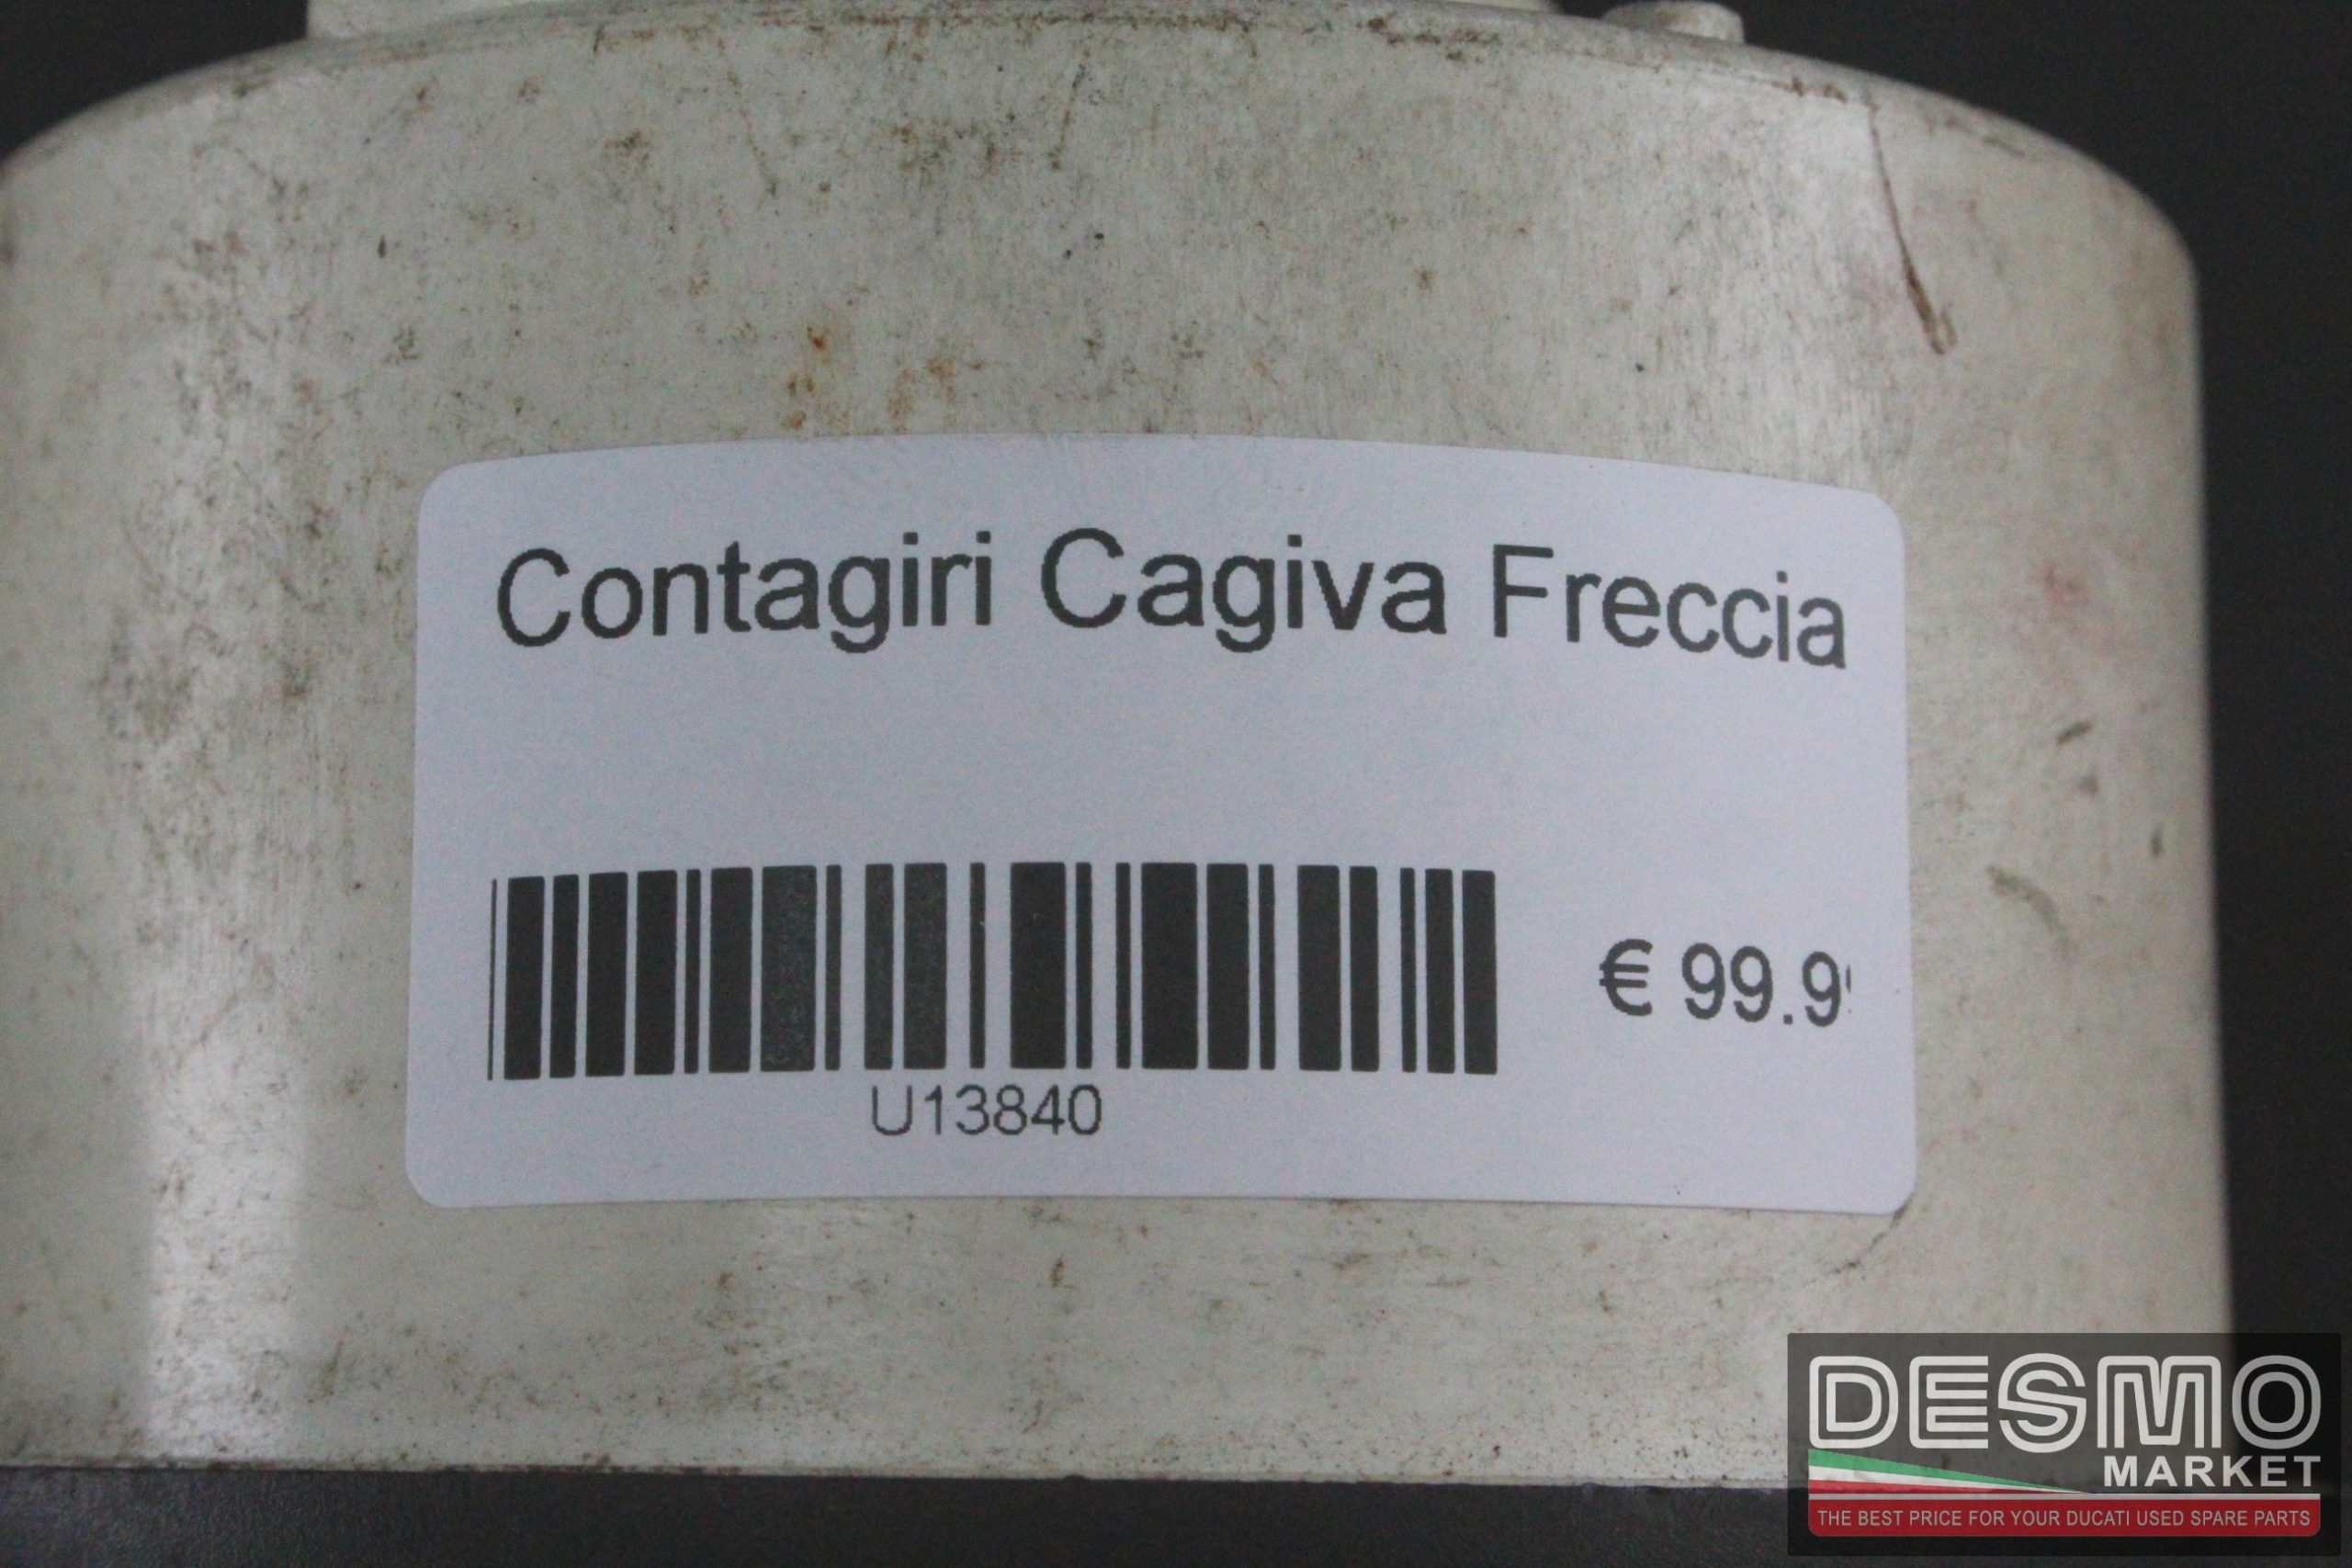 Contagiri Cagiva Freccia
€ 99.9
U13840
DESMO
MARKET
THE BEST PRICE FOR YOUR DUCATI USED SPARE PARTS